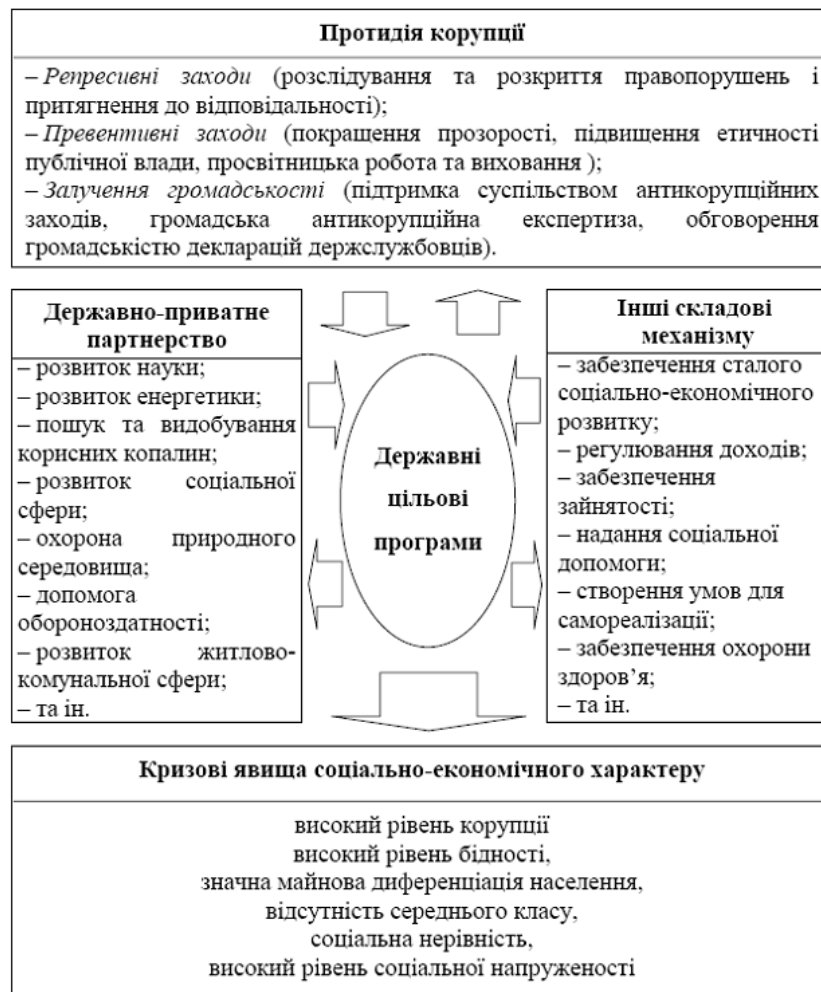 Протидія корупції
– Репресивні заходи (розслідування та розкриття правопорушень і
притягнення до відповідальності);
– Превентивні заходи (покращення прозорості, підвищення етичності
публічної влади, просвітницька робота та виховання );
– Залучення громадськості (підтримка суспільством антикорупційних
заходів, громадська антикорупційна експертиза, обговорення
громадськістю декларацій держслужбовців).
Державно-приватне
партнерство
– розвиток науки;
– розвиток енергетики;
– пошук та видобування
корисних копалин;
– розвиток соціальної
сфери;
– охорона природного
середовища;
– допомога
обороноздатності;
– розвиток житлово-
комунальної сфери;
– та ін.
Державні
цільові
програми
Інші складові
механізму
– забезпечення сталого
соціально-економічного
розвитку;
– регулювання доходів;
– забезпечення
зайнятості;
– надання соціальної
допомоги;
– створення умов для
самореалізації;
– забезпечення охорони
здоров’я;
– та ін.
Кризові явища соціально-економічного характеру
високий рівень корупції
високий рівень бідності,
значна майнова диференціація населення,
відсутність середнього класу,
соціальна нерівність,
високий рівень соціальної напруженості